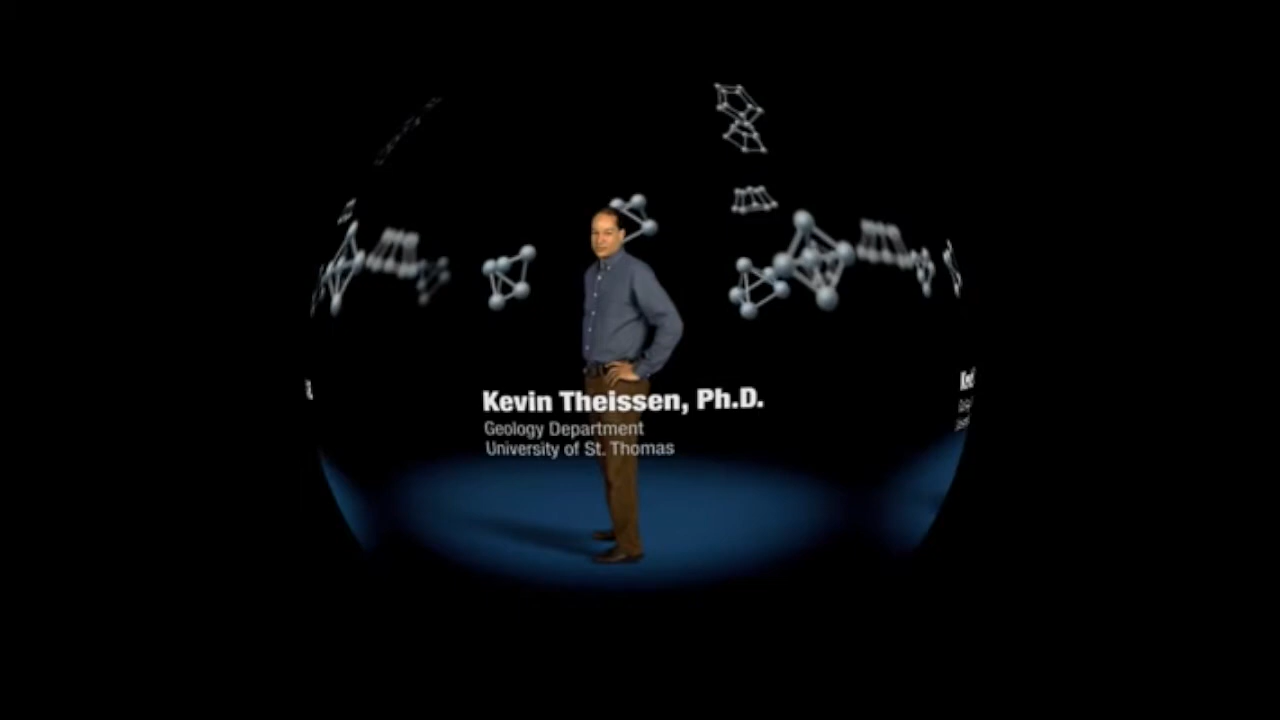 Kevin Theissen, Ph.D.
Geology Department
University of St. Thomas